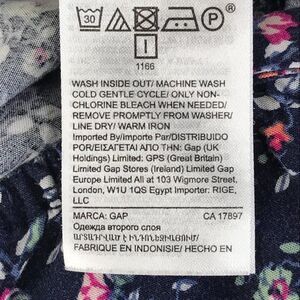 30 P
I
1166
WASH INSIDE OUT/ MACHINE WASH
COLD GENTLE CYCLE/ ONLY NON-
CHLORINE BLEACH WHEN NEEDED/
REMOVE PROMPTLY FROM WASHER/
LINE DRY/ WARM IRON
Imported By/Importe Par/DISTRIBUIDO
POR/ΕΙΣΑΓΕΤΑΙ ΑΠΟ ΤΗΝ: Gap (UK
Holdings) Limited: GPS (Great Britain)
Limited Gap Stores (Ireland) Limited Gap
Europe Limited All at 103 Wigmore Street,
London, W1U 1QS Egypt Importer: RIGE,
LLC
MARCA: GAP CA 17897
Одежда второго слоя
ԱՐՏԱԴՐՎԱԾ Է ԻՆԴՈՆԵԶԻԱՅՈՒՄ/
FABRIQUE EN INDONESIE/ HECHO EN